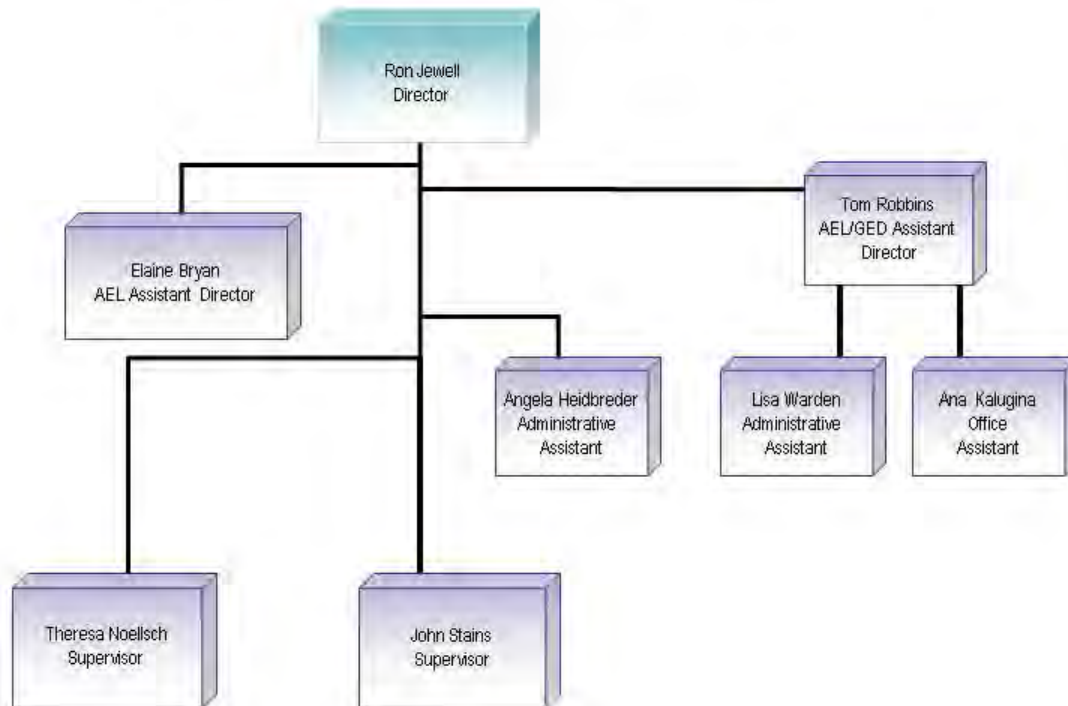 Ron Jewell
Director
Tom Robbins
AEL/GED Assistant
Director
Elaine Bryan
AEL Assistant Director
Angela Heidbreder
Administrative
Assistant
Lisa Warden
Administrative
Assistant
Ana Kalugina
Office
Assistant
Theresa Noellsch
Supervisor
John Stains
Supervisor